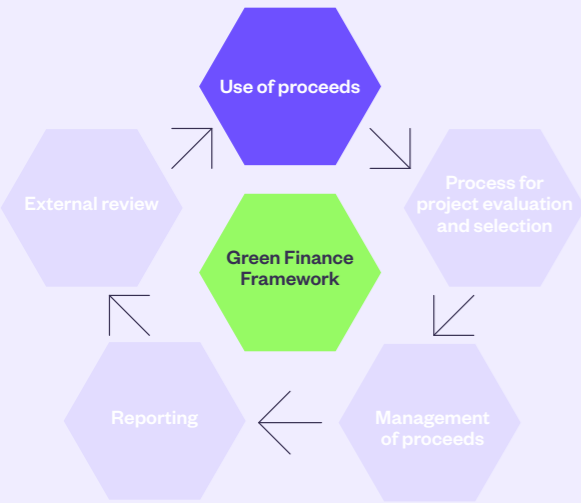 Use of proceeds
Process for
project evaluation
and selection
External review
Green Finance
Framework
Reporting
Management
of proceeds